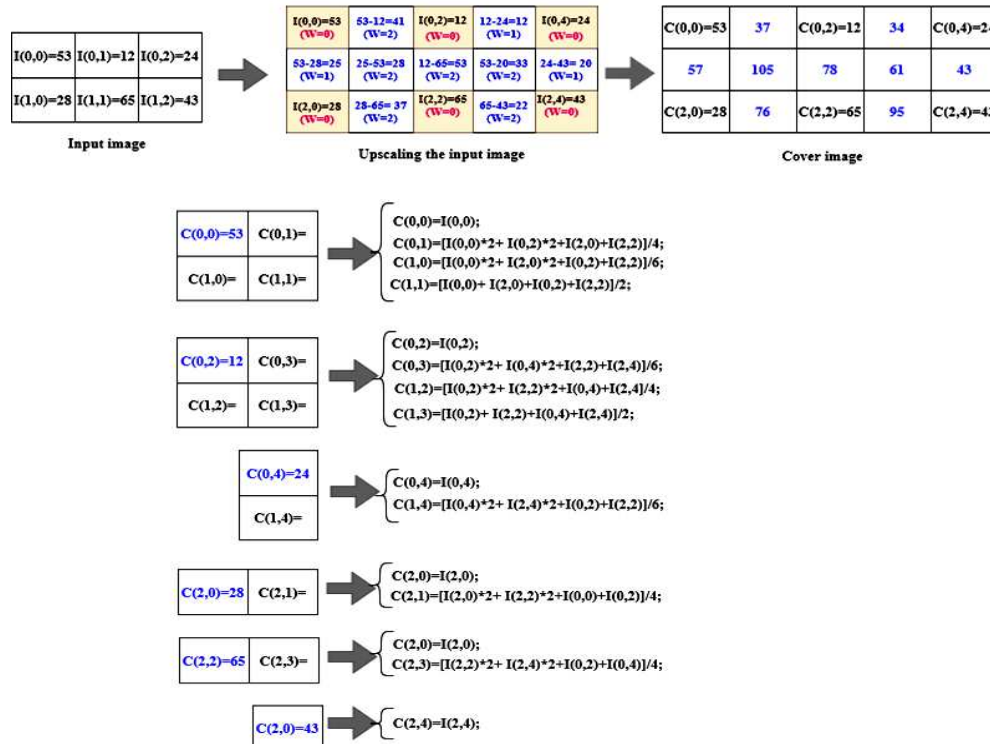 I(0,0)=53 I(0,1)=12 I(0,2)=24
I(1,0)=28 I(1,1)=65 I(1,2)=43
Input image
I(0,0)=53 53-12=41 I(0,2)=12 12-24=12 I(0,4)=24
(W=0) (W=2) (W=0) (W=1) (W=0)
53-28=25 25-53=28 12-65=53 53-20=33 24-43= 20
(W=1) (W=2) (W=2) (W=2) (W=1)
I(2,0)=28 28-65= 37 I(2,2)=65 65-43=22 I(2,4)=43
(W=0) (W=2) (W=0) (W=2) (W=0)
Upscaling the input image
C(0,0)=53 37 C(0,2)=12 34 C(0,4)=24
57 105 78 61 43
C(2,0)=28 76 C(2,2)=65 95 C(2,4)=43
Cover image
C(0,0)=53 C(0,1)=
C(1,0)= C(1,1)=
C(0,0)=I(0,0);
C(0,1)=[I(0,0)*2+ I(0,2)*2+I(2,0)+I(2,2)]/4;
C(1,0)=[I(0,0)*2+ I(2,0)*2+I(0,2)+I(2,2)]/6;
C(1,1)=[I(0,0)+ I(2,0)+I(0,2)+I(2,2)]/2;
C(0,2)=12 C(0,3)=
C(1,2)= C(1,3)=
C(0,2)=I(0,2);
C(0,3)=[I(0,2)*2+ I(0,4)*2+I(2,2)+I(2,4)]/6;
C(1,2)=[I(0,2)*2+ I(2,2)*2+I(0,4)+I(2,4]/4;
C(1,3)=[I(0,2)+ I(2,2)+I(0,4)+I(2,4)]/2;
C(0,4)=24
C(1,4)=
C(0,4)=I(0,4);
C(1,4)=[I(0,4)*2+ I(2,4)*2+I(0,2)+I(2,2)]/6;
C(2,0)=28 C(2,1)=
C(2,0)=I(2,0);
C(2,1)=[I(2,0)*2+ I(2,2)*2+I(0,0)+I(0,2)]/4;
C(2,2)=65 C(2,3)=
C(2,0)=I(2,0);
C(2,3)=[I(2,2)*2+ I(2,4)*2+I(0,2)+I(0,4)]/4;
C(2,0)=43
C(2,4)=I(2,4);